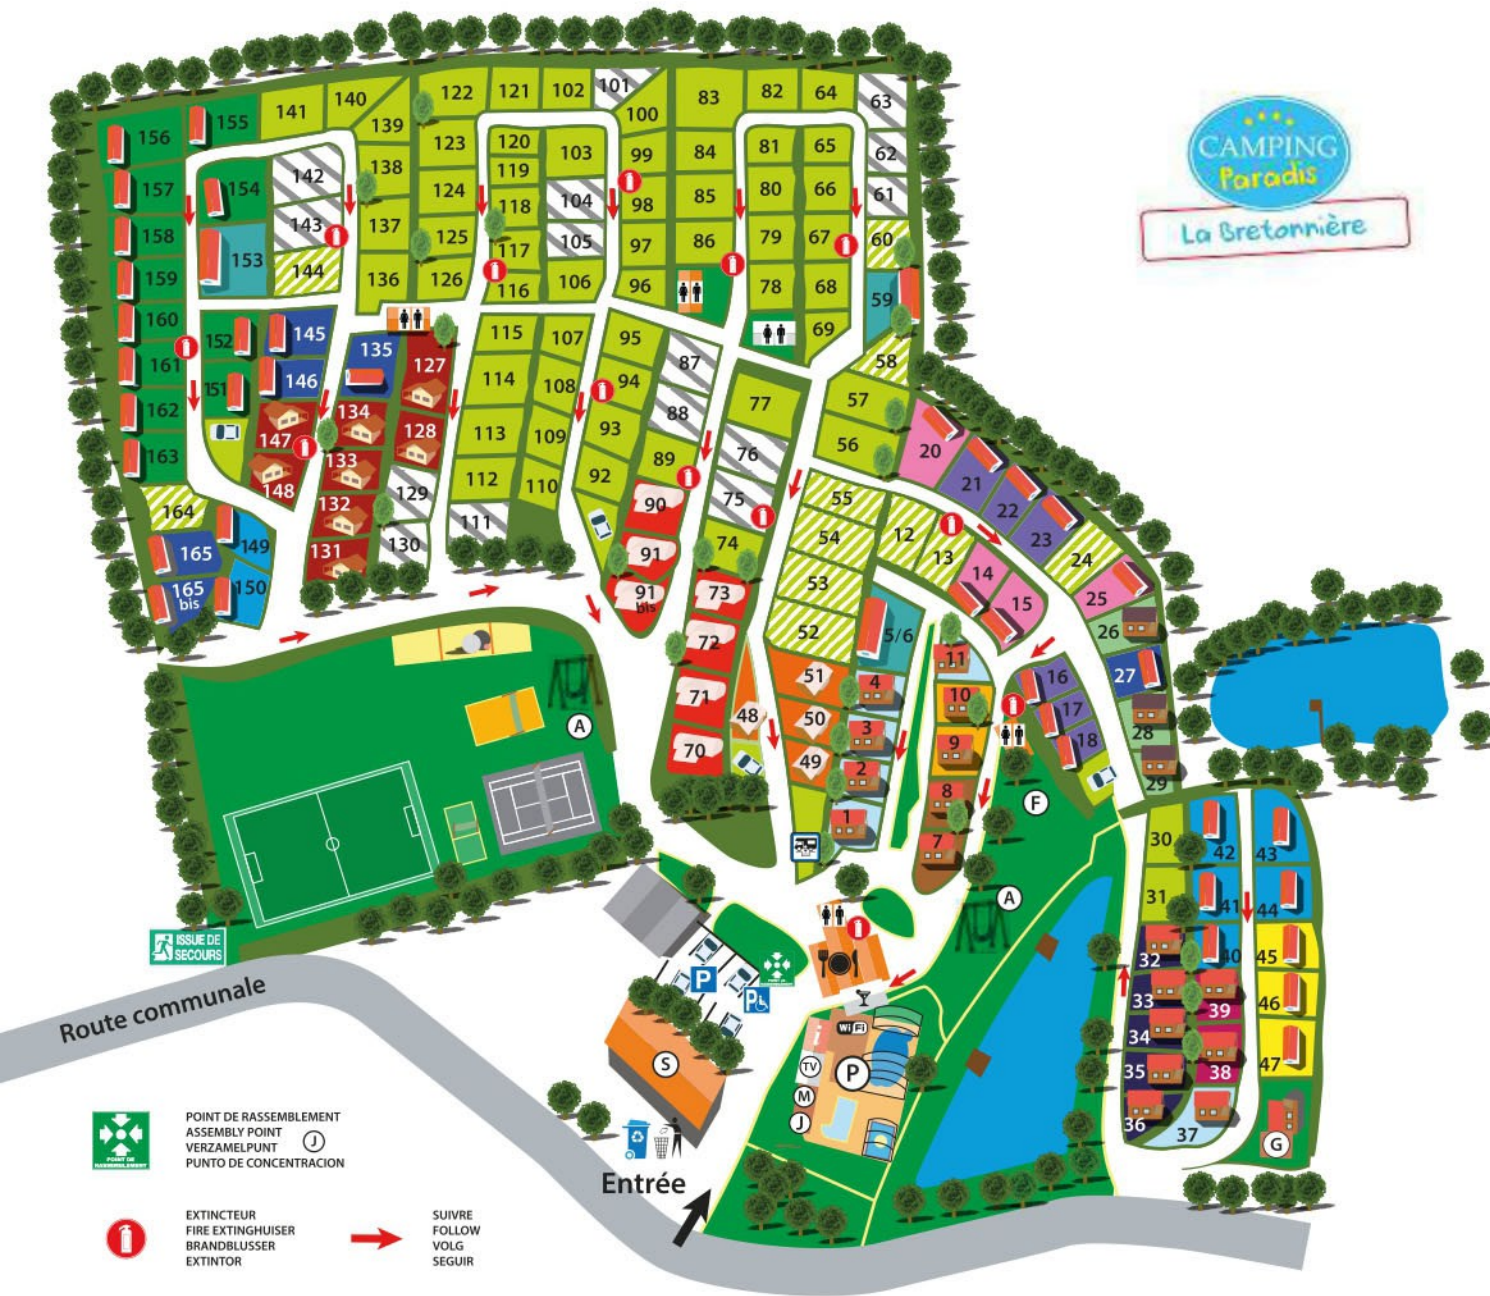 CAMPING
Paradis
La Bretonnière
122 121 102 101 83 82 64 63
141 140 100
156 155 139 123 120 103 99 84 81 65 62
142 138 119
157 154 124 118 104 98 85 80 66 61
143 137 125 117 105 97 86 79 67 60
158 153
159 144 136 126 116 106 96 78 68 59
160 152 145 135 115 107 95 87 69 58
161 151 146 127 114 108 94 77 57
162 147 134 128 113 109 93 88 76 56 20
163 148 133 129 112 110 92 89 75 55 21
164 132 130 111 90 74 54 12 13 22 23 24
165 149 131 91 53 14 15 25
165
bis
150 91
bis
73 52 5/6 11 26
72 51 4 10 16 27
71 48 50 3 9 17 28
70 49 2 8 18 29
1 7
A
F
A
30 42 43
31 41 44
32 40 45
33 39 46
34
35 38 47
36 37
G
ISSUE DE
SECOURS
Route communale
P
P
POINT DE
WiFi
i
TV
P
M
J
S
Entrée
POINT DE
RASSEMBLEMENT
POINT DE RASSEMBLEMENT
ASSEMBLY POINT
VERZAMELPUNT
PUNTO DE CONCENTRACION
J
EXTINCTEUR
FIRE EXTINGHUISER
BRANDBLUSSER
EXTINTOR
SUIVRE
FOLLOW
VOLG
SEGUIR